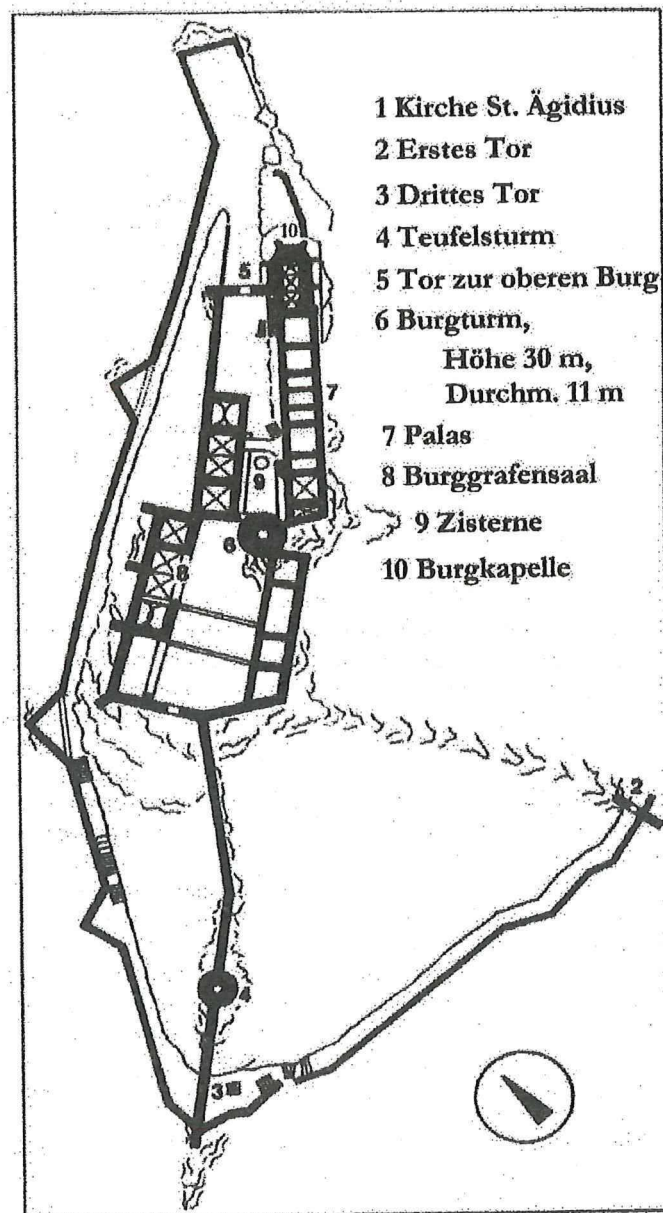 1 Kirche St. Ägidius
2 Erstes Tor
3 Drittes Tor
4 Teufelsturm
5 Tor zur oberen Burg
6 Burgturm,
Höhe 30 m,
Durchm. 11 m
7 Palas
8 Burggrafensaal
9 Zisterne
10 Burgkapelle
10
5
7
9
6
8
2
4
3